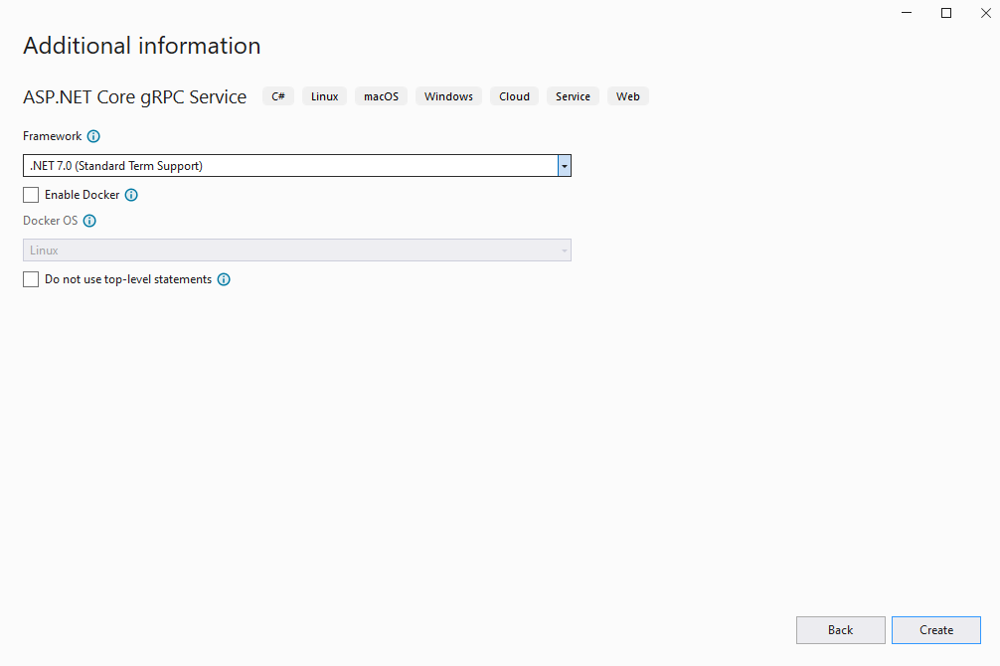 Additional information
ASP.NET Core gRPC Service C# Linux macOS Windows Cloud Service Web
Framework
.NET 7.0 (Standard Term Support)
Enable Docker
Docker OS
Linux
Do not use top-level statements
Back Create